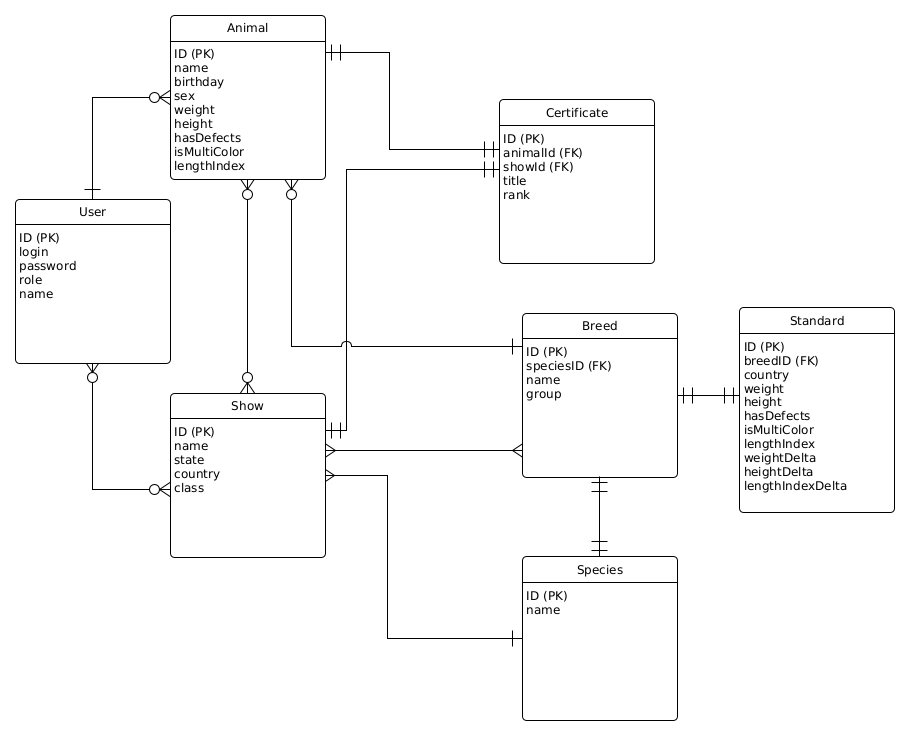 Animal
ID (PK)
name
birthday
sex
weight
height
hasDefects
isMultiColor
lengthIndex
Certificate
ID (PK)
animalId (FK)
showId (FK)
title
rank
User
ID (PK)
login
password
role
name
Breed
ID (PK)
speciesID (FK)
name
group
Standard
ID (PK)
breedID (FK)
country
weight
height
hasDefects
isMultiColor
lengthIndex
weightDelta
heightDelta
lengthIndexDelta
Show
ID (PK)
name
state
country
class
Species
ID (PK)
name